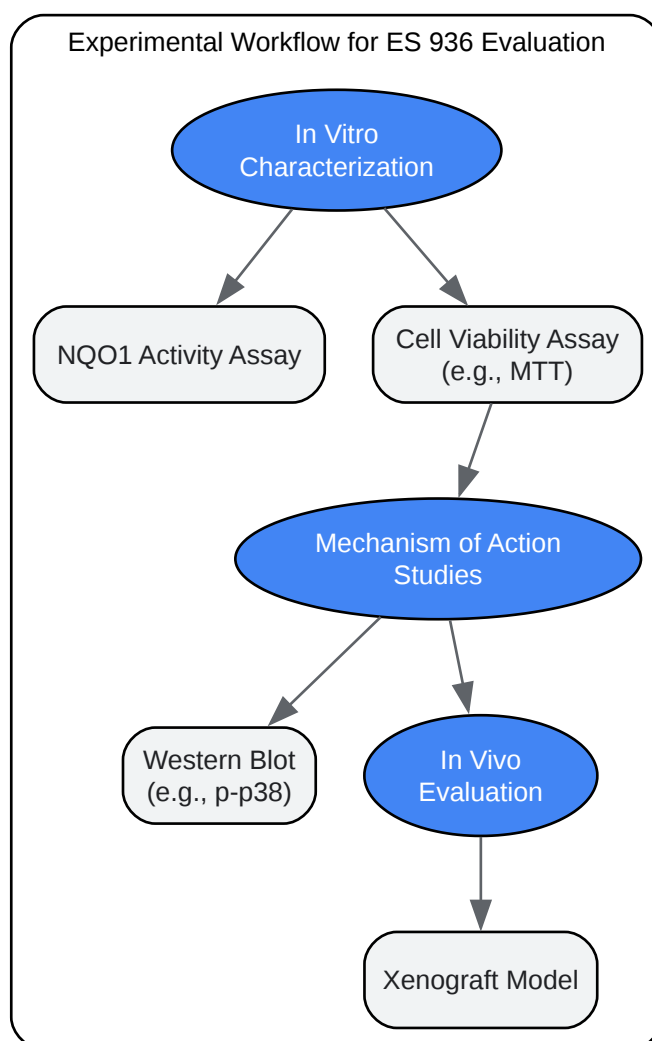 Experimental Workflow for ES 936 Evaluation
In Vitro
Characterization
NQO1 Activity Assay
Cell Viability Assay
(e.g., MTT)
Mechanism of Action
Studies
Western Blot
(e.g., p-p38)
In Vivo
Evaluation
Xenograft Model